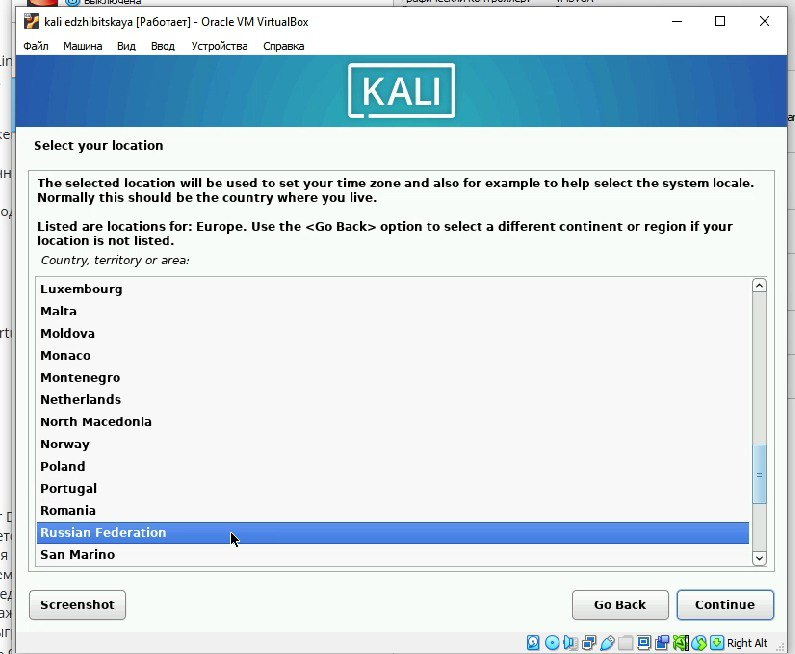 Выключена
kali edzhibitskaya [Работает] - Oracle VM VirtualBox
Файл Машина Вид Ввод Устройства Справка
KALI
Select your location
The selected location will be used to set your time zone and also for example to help select the system locale.
Normally this should be the country where you live.
Listed are locations for: Europe. Use the <Go Back> option to select a different continent or region if your
location is not listed.
Country, territory or area:
Luxembourg
Malta
Moldova
Monaco
Montenegro
Netherlands
North Macedonia
Norway
Poland
Portugal
Romania
Russian Federation
San Marino
Screenshot Go Back Continue
Right Alt